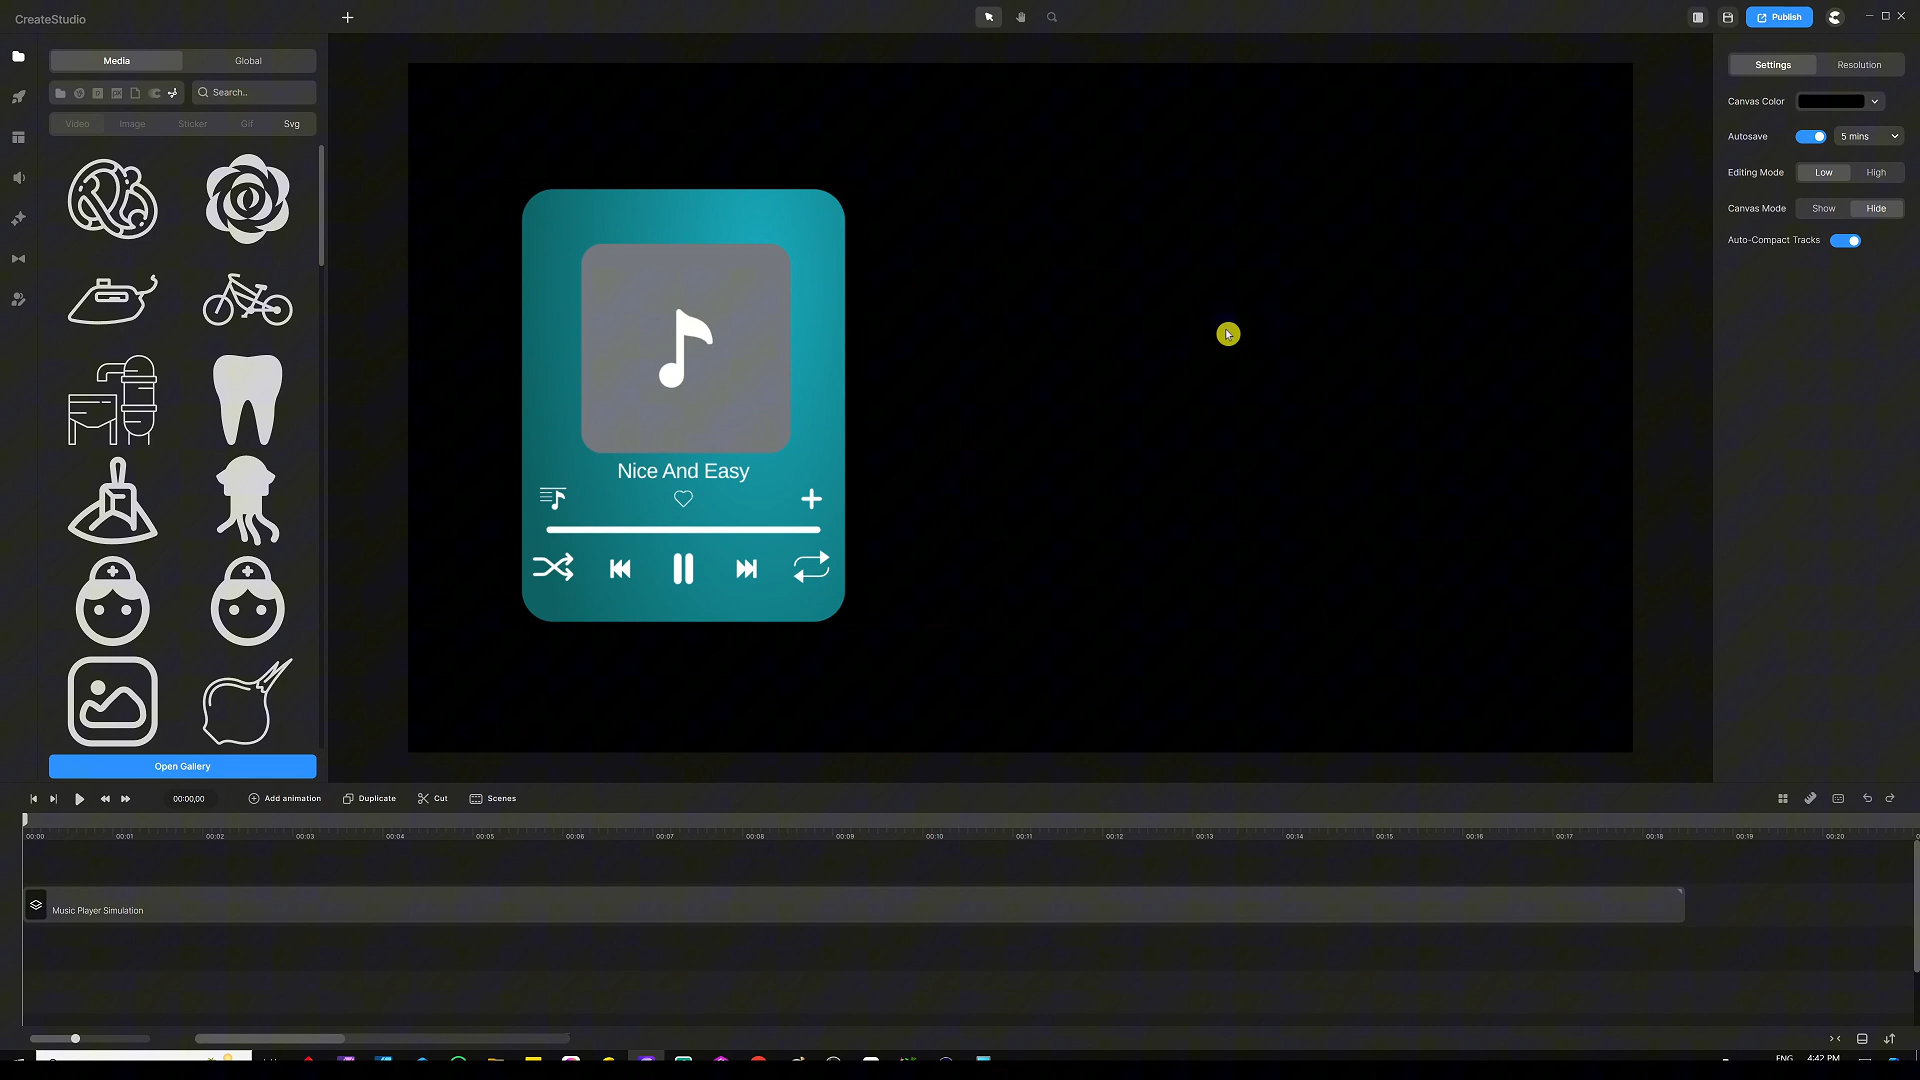 CreateStudio
Publish
Media
Global
Search..
Video
Image
Sticker
Gif
Svg
Open Gallery
Nice And Easy
Settings
Resolution
Canvas Color
Autosave
5 mins
Editing Mode
Low
High
Canvas Mode
Show
Hide
Auto-Compact Tracks
00:00,00
Add animation
Duplicate
Cut
Scenes
00:00
00:01
00:02
00:03
00:04
00:05
00:06
00:07
00:08
00:09
00:10
00:11
00:12
00:13
00:14
00:15
00:16
00:17
00:18
00:19
00:20
Music Player Simulation
ENG
4:42 PM